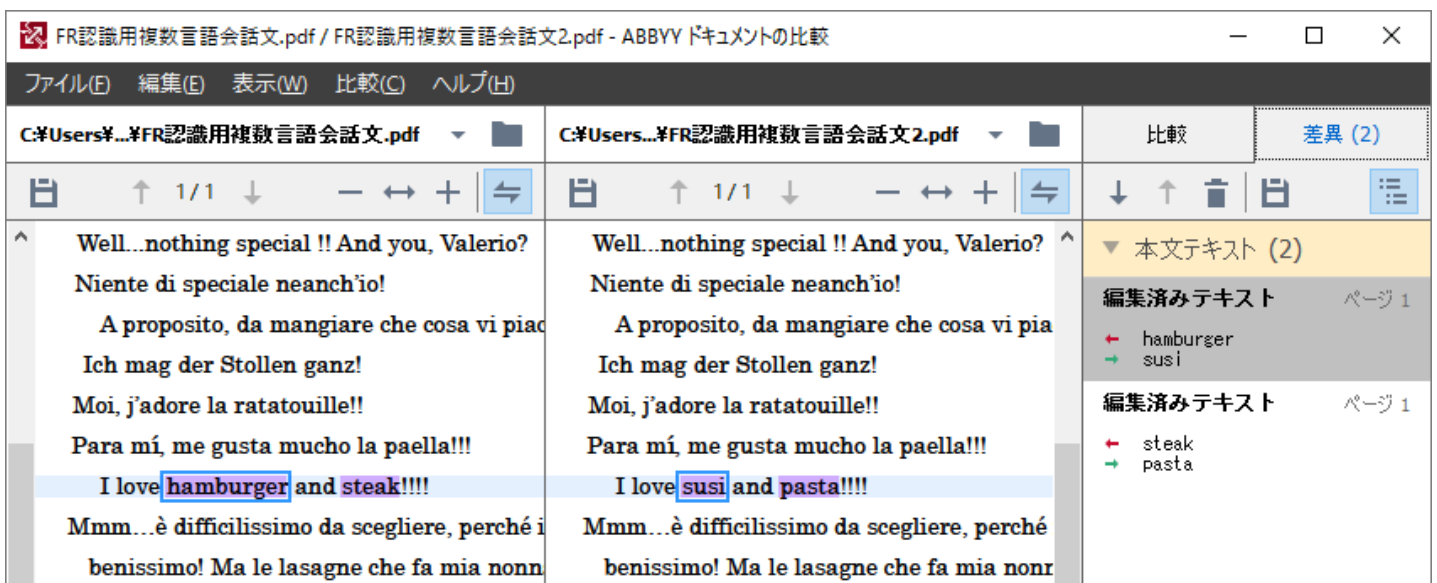 FR認識用複数言語会話文.pdf / FR認識用複数言語会話文2.pdf - ABBYY ドキュメントの比較
ファイル(F) 編集(E) 表示(W) 比較(C) ヘルプ(H)
C:¥Users¥...¥FR認識用複数言語会話文.pdf
1/1
Well...nothing special !! And you, Valerio?
Niente di speciale neanch'io!
A proposito, da mangiare che cosa vi piac
Ich mag der Stollen ganz!
Moi, j'adore la ratatouille!!
Para mí, me gusta mucho la paella!!!
I love hamburger and steak!!!!
Mmm...è difficilissimo da scegliere, perché i
benissimo! Ma le lasagne che fa mia nonn
C:¥Users...¥FR認識用複数言語会話文2.pdf
1/1
Well...nothing special !! And you, Valerio?
Niente di speciale neanch'io!
A proposito, da mangiare che cosa vi pia
Ich mag der Stollen ganz!
Moi, j'adore la ratatouille!!
Para mí, me gusta mucho la paella!!!
I love susi and pasta!!!!
Mmm...è difficilissimo da scegliere, perché
benissimo! Ma le lasagne che fa mia nonr
比較 差異 (2)
本文テキスト (2)
編集済みテキスト ページ 1
hamburger
susi
編集済みテキスト ページ 1
steak
pasta